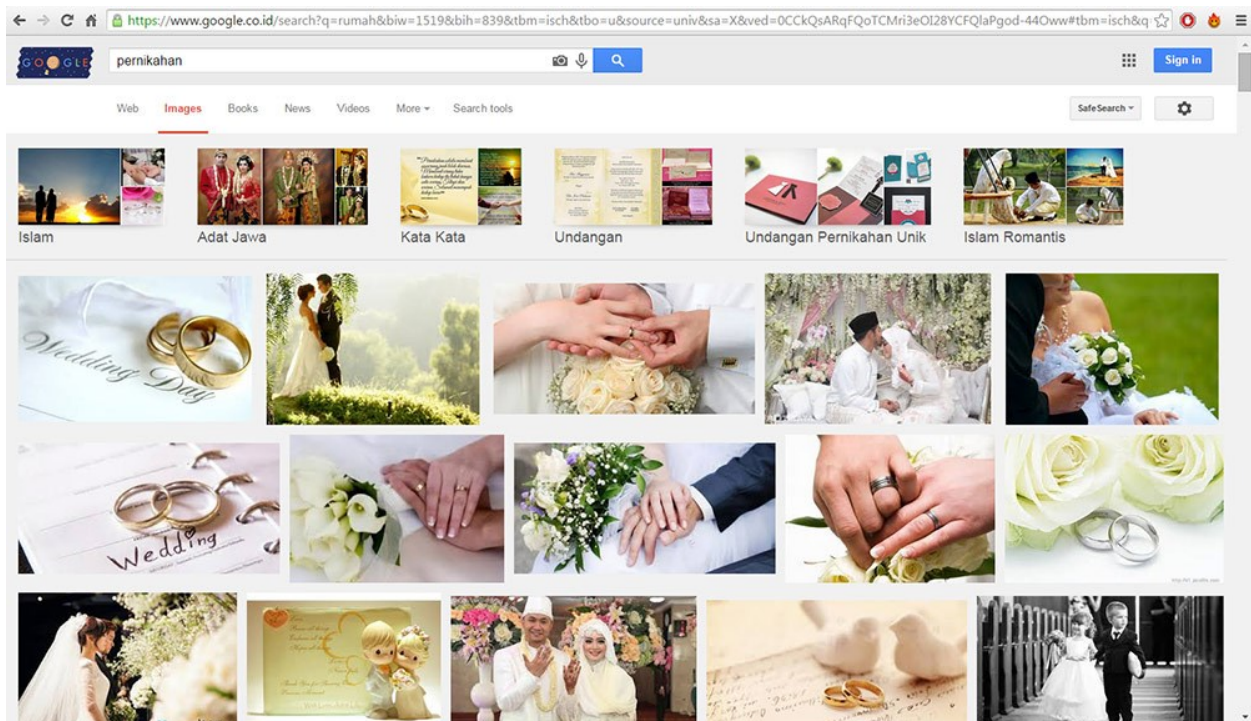 https://www.google.co.id/search?q=rumah&biw=1519&bih=839&tbm=isch&tbo=u&source=univ&sa=X&ved=0CCkQsARqFQoTCMri3eOI28YCFQlaPgod-44Oww#tbm=isch&q
GOOGLE
pernikahan
Sign in
Web Images Books News Videos More Search tools
SafeSearch
Islam
Adat Jawa
Kata Kata
Undangan
Undangan Pernikahan Unik
Islam Romantis
Wedding Day
Wedding